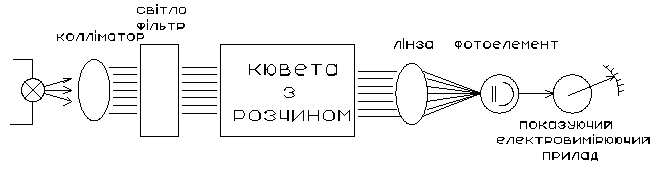 світло
фільтр
колліматор
кювета
з
розчином
лінза
фотоелемент
показуючий
електровимірюючий
прилад